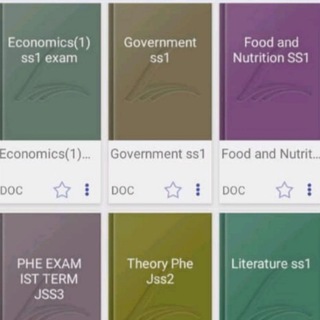 Economics(1)
ss1 exam
Government
ss1
Food and
Nutrition SS1
Economics(1)...
Government ss1
Food and Nutrit...
DOC
DOC
DOC
PHE EXAM
IST TERM
JSS3
Theory Phe
Jss2
Literature ss1